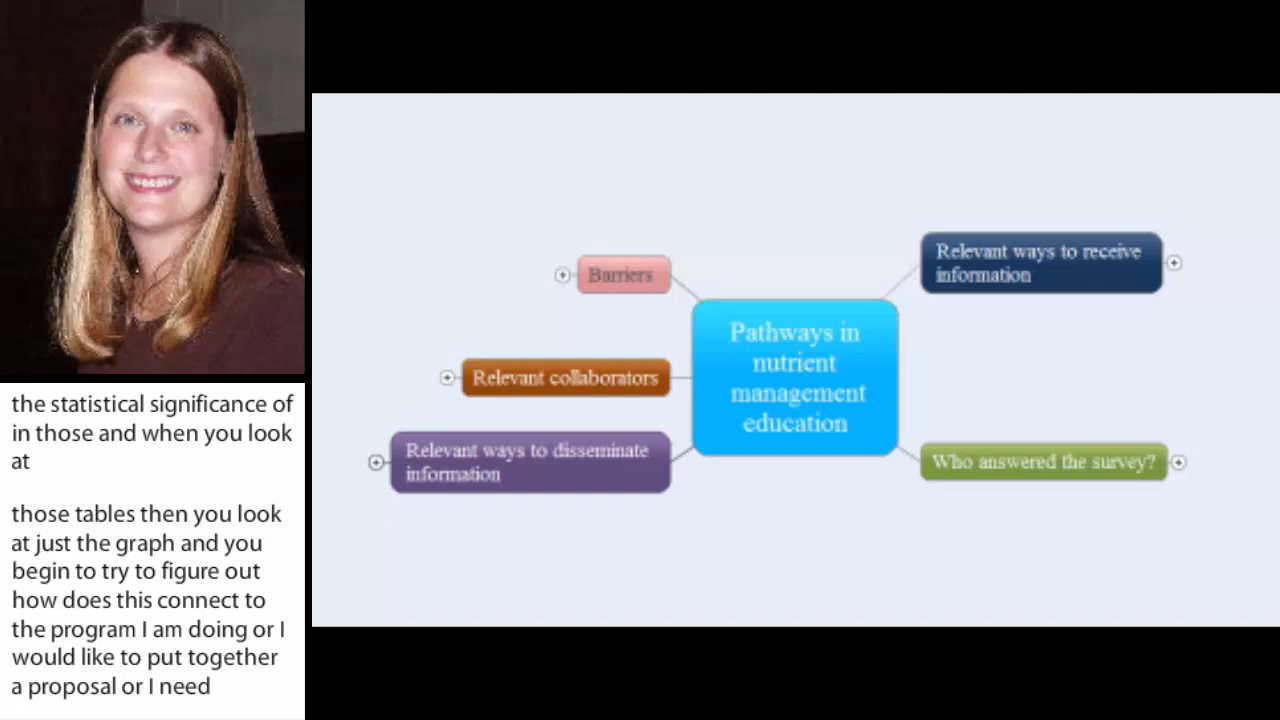 the statistical significance of
in those and when you look
at
those tables then you look
at just the graph and you
begin to try to figure out
how does this connect to
the program I am doing or I
would like to put together
a proposal or I need
Barriers
Relevant collaborators
Relevant ways to disseminate
information
Pathways in
nutrient
management
education
Relevant ways to receive
information
Who answered the survey?